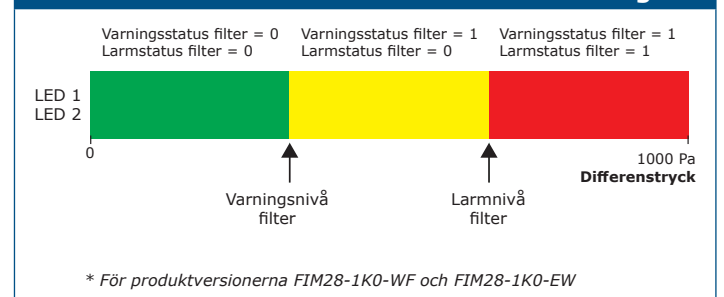 Varningsstatus filter = 0 Varningsstatus filter = 1 Varningsstatus filter = 1
Larmstatus filter = 0 Larmstatus filter = 0 Larmstatus filter = 1
LED 1
LED 2
0
1000 Pa
Differenstryck
Varningsnivå Larmnivå
filter filter
* För produktversionerna FIM28-1K0-WF och FIM28-1K0-EW